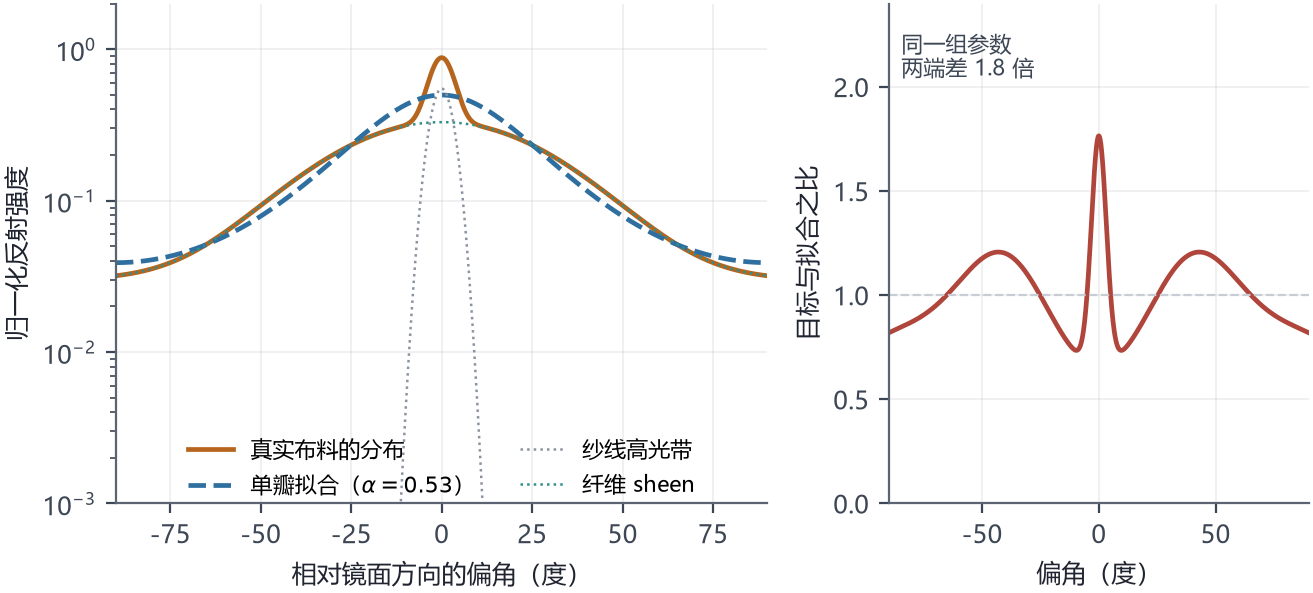 10⁰
10⁻¹
10⁻²
10⁻³
归一化反射强度
真实布料的分布
单瓣拟合（α = 0.53）
纱线高光带
纤维 sheen
-75 -50 -25 0 25 50 75
相对镜面方向的偏角（度）
同一组参数
两端差 1.8 倍
2.0
1.5
1.0
0.5
0.0
目标与拟合之比
-50 0 50
偏角（度）